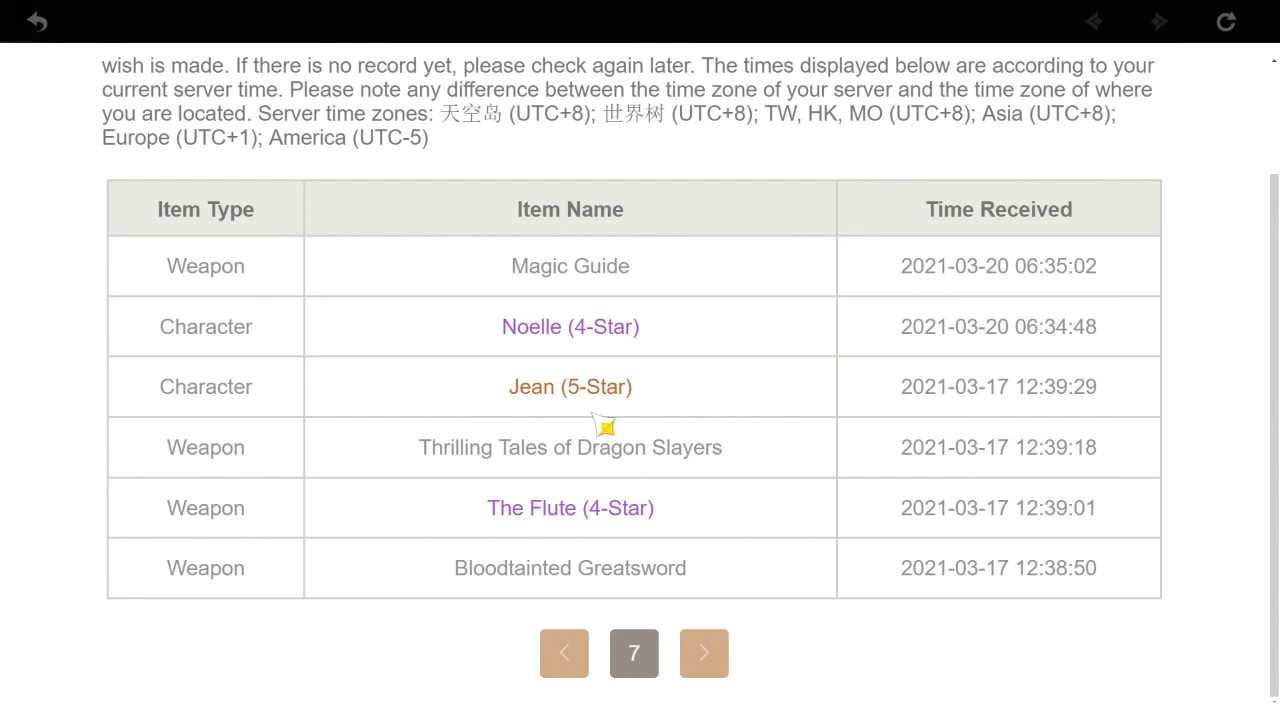 wish is made. If there is no record yet, please check again later. The times displayed below are according to your
current server time. Please note any difference between the time zone of your server and the time zone of where
you are located. Server time zones: 天空岛 (UTC+8); 世界树 (UTC+8); TW, HK, MO (UTC+8); Asia (UTC+8);
Europe (UTC+1); America (UTC-5)
Item Type Item Name Time Received
Weapon Magic Guide 2021-03-20 06:35:02
Character Noelle (4-Star) 2021-03-20 06:34:48
Character Jean (5-Star) 2021-03-17 12:39:29
Weapon Thrilling Tales of Dragon Slayers 2021-03-17 12:39:18
Weapon The Flute (4-Star) 2021-03-17 12:39:01
Weapon Bloodtainted Greatsword 2021-03-17 12:38:50
7